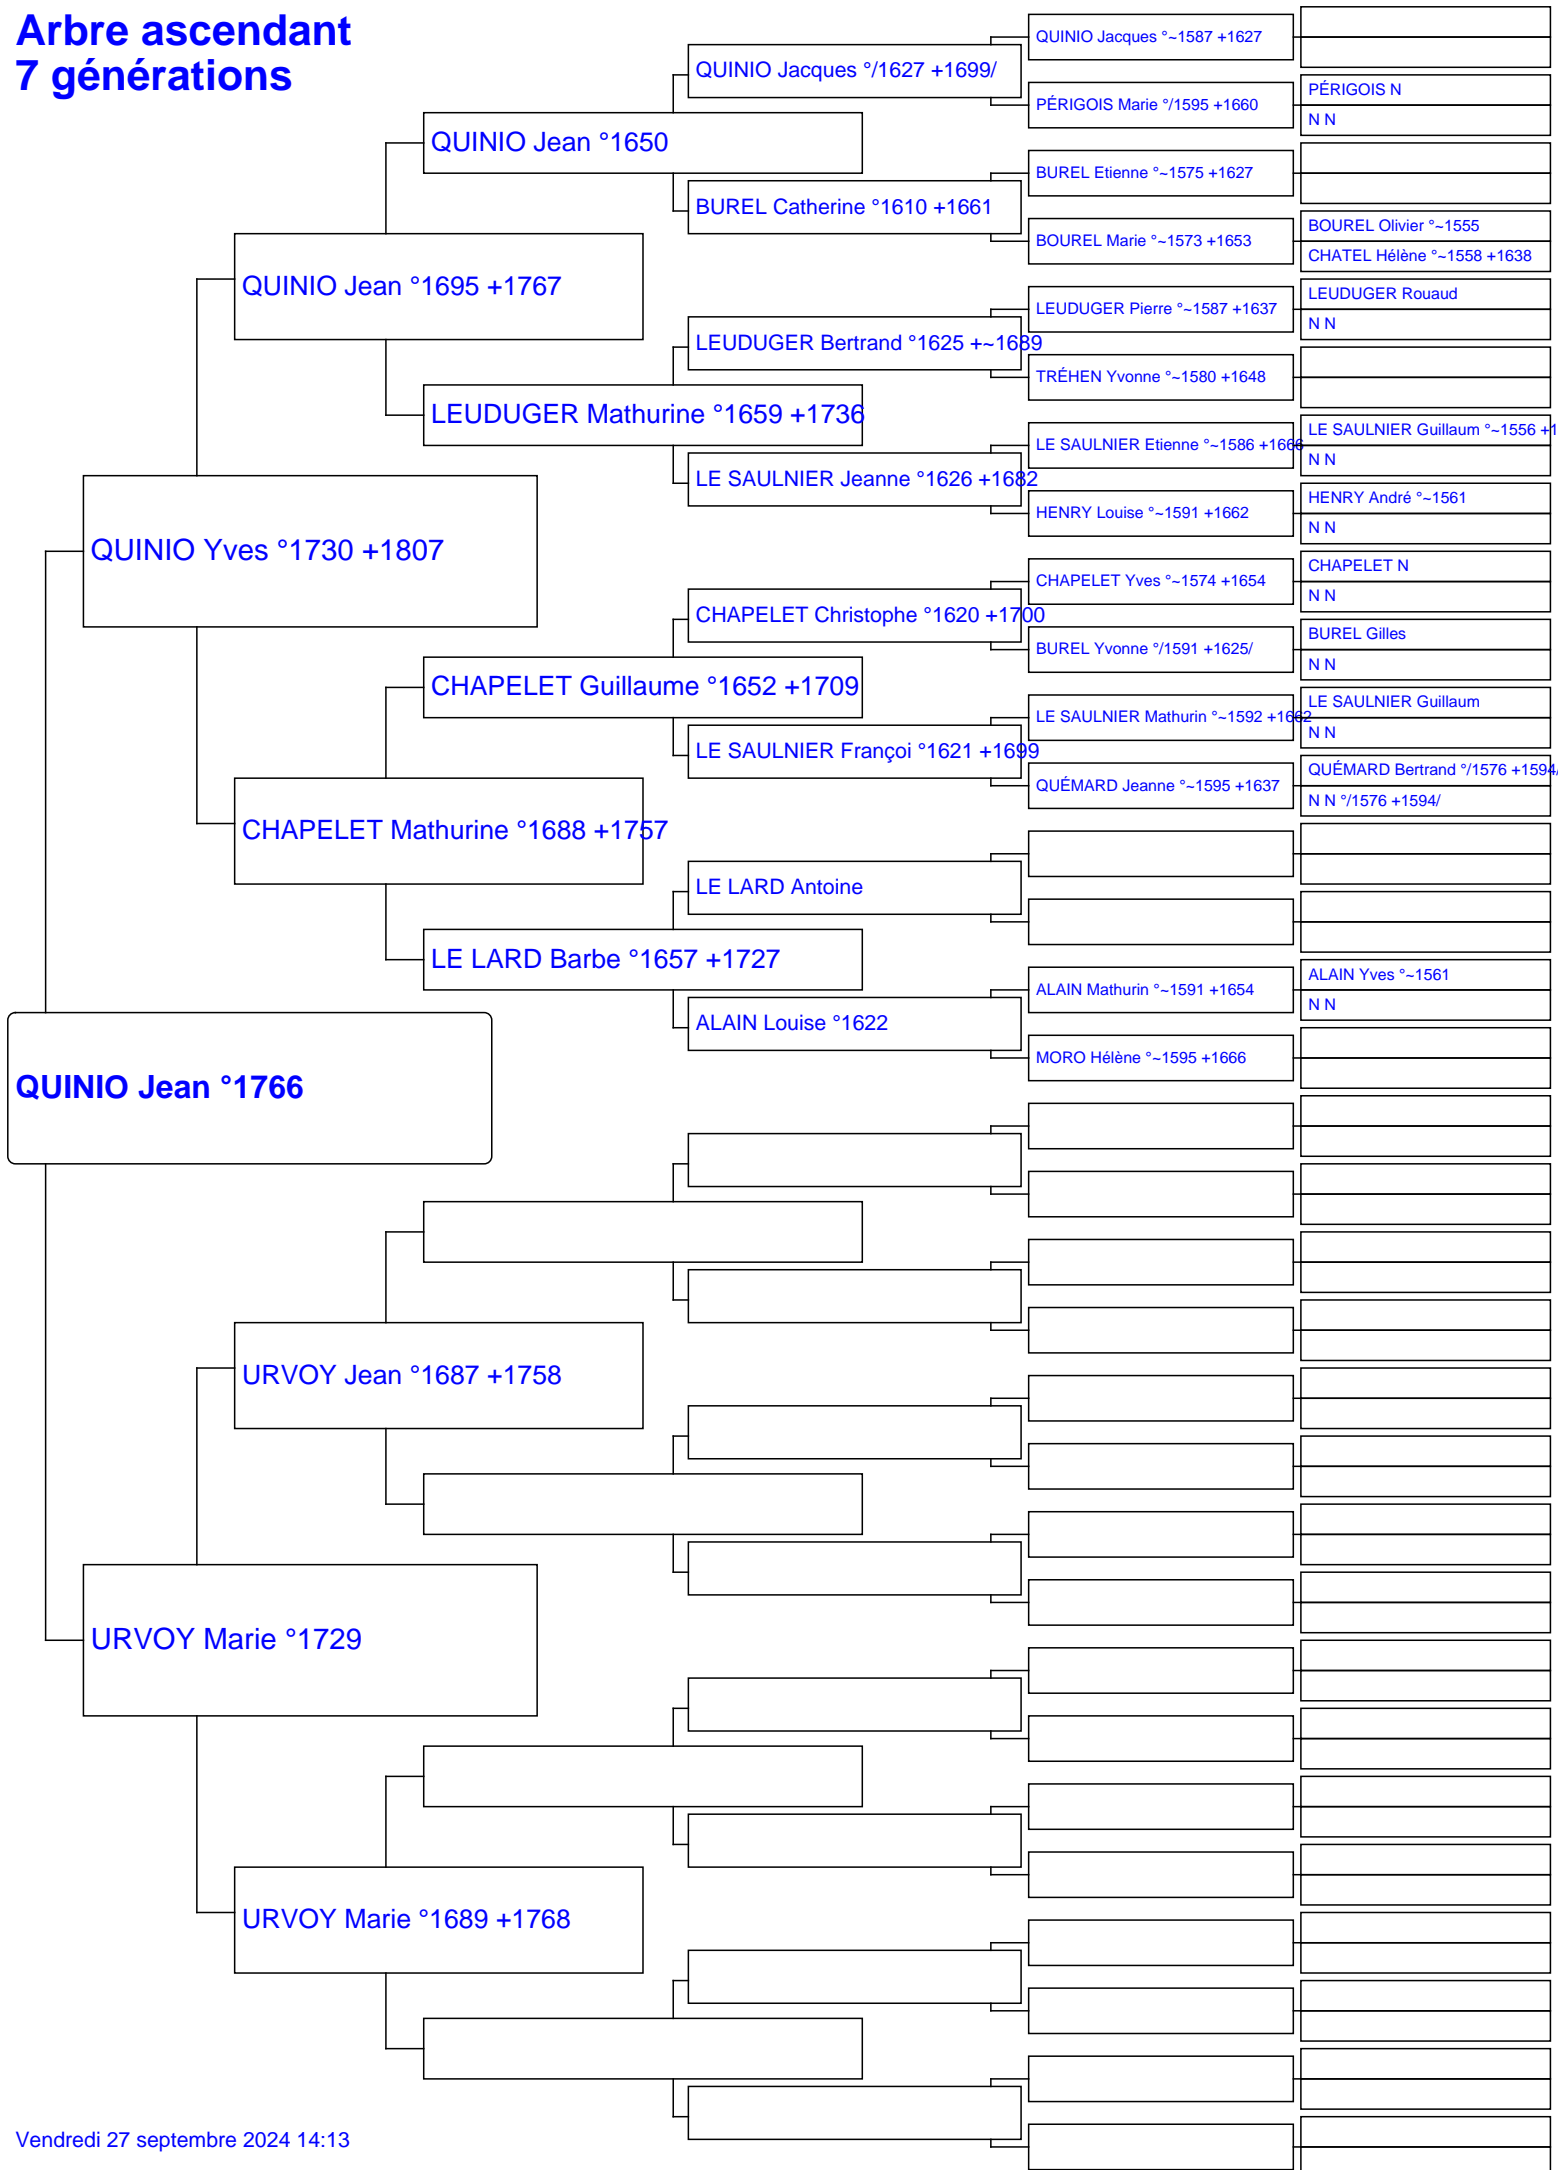 Arbre ascendant
7 générations
QUINIO Jean °1766
QUINIO Yves °1730 +1807
URVOY Marie °1729
QUINIO Jean °1695 +1767
CHAPELET Mathurine °1688 +1757
URVOY Jean °1687 +1758
URVOY Marie °1689 +1768
QUINIO Jean °1650
LEUDUGER Mathurine °1659 +1736
CHAPELET Guillaume °1652 +1709
LE LARD Barbe °1657 +1727
QUINIO Jacques °/1627 +1699/
BUREL Catherine °1610 +1661
LEUDUGER Bertrand °1625 +~1689
LE SAULNIER Jeanne °1626 +1682
CHAPELET Christophe °1620 +1700
LE SAULNIER Françoi °1621 +1699
LE LARD Antoine
ALAIN Louise °1622
QUINIO Jacques °~1587 +1627
PÉRIGOIS Marie °/1595 +1660
BUREL Etienne °~1575 +1627
BOUREL Marie °~1573 +1653
LEUDUGER Pierre °~1587 +1637
TRÉHEN Yvonne °~1580 +1648
LE SAULNIER Etienne °~1586 +1666
HENRY Louise °~1591 +1662
CHAPELET Yves °~1574 +1654
BUREL Yvonne °/1591 +1625/
LE SAULNIER Mathurin °~1592 +1662
QUÉMARD Jeanne °~1595 +1637
ALAIN Mathurin °~1591 +1654
MORO Hélène °~1595 +1666
PÉRIGOIS N
N N
BOUREL Olivier °~1555
CHATEL Hélène °~1558 +1638
LEUDUGER Rouaud
N N
LE SAULNIER Guillaum °~1556 +1
N N
HENRY André °~1561
N N
CHAPELET N
N N
BUREL Gilles
N N
LE SAULNIER Guillaum
N N
QUÉMARD Bertrand °/1576 +1594/
N N °/1576 +1594/
ALAIN Yves °~1561
N N
Vendredi 27 septembre 2024 14:13